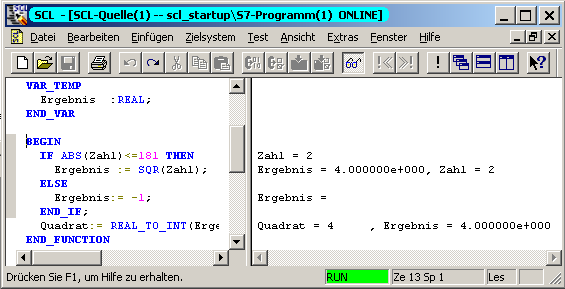 SCL - [SCL-Quelle(1) -- scl_startup\S7-Programm(1) ONLINE]
Datei Bearbeiten Einfügen Zielsystem Test Ansicht Extras Fenster Hilfe
VAR_TEMP
Ergebnis :REAL;
END_VAR
BEGIN
IF ABS(Zahl)<=181 THEN
Zahl = 2
Ergebnis := SQR(Zahl);
Ergebnis = 4.000000e+000, Zahl = 2
ELSE
Ergebnis:= -1;
Ergebnis =
END_IF;
Quadrat:= REAL_TO_INT(Erge
Quadrat = 4 , Ergebnis = 4.000000e+000
END_FUNCTION
Drücken Sie F1, um Hilfe zu erhalten. RUN Ze 13 Sp 1 Les